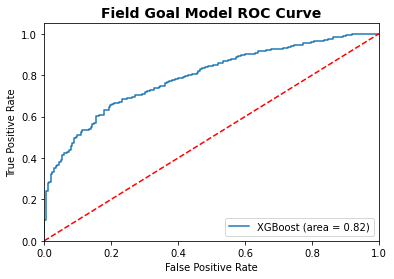 Field Goal Model ROC Curve
True Positive Rate
1.0
0.8
0.6
0.4
0.2
0.0
XGBoost (area = 0.82)
0.0 0.2 0.4 0.6 0.8 1.0
False Positive Rate